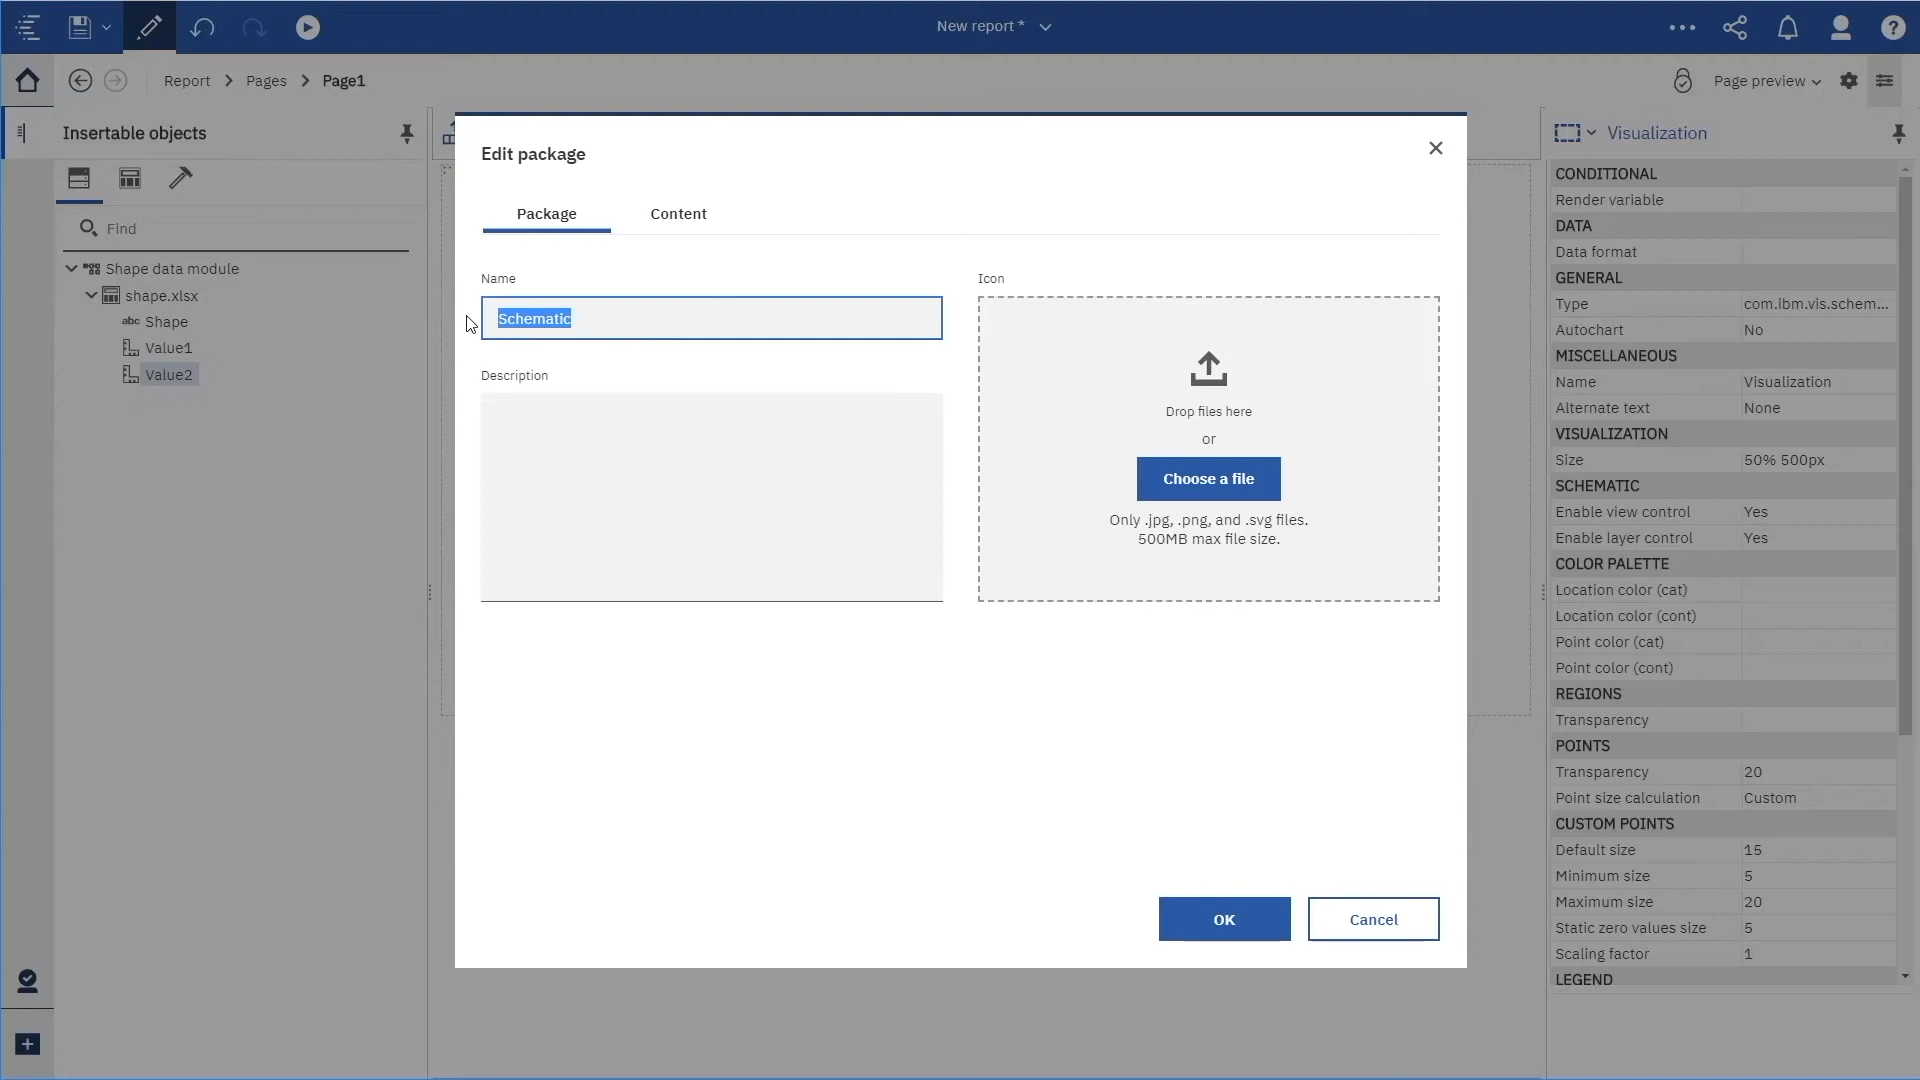 New report *
Report > Pages > Page1
Page preview
Insertable objects
Find
Shape data module
shape.xlsx
abc Shape
Value1
Value2
Edit package
Package
Content
Name
Schematic
Description
Icon
Drop files here
or
Choose a file
Only .jpg, .png, and .svg files.
500MB max file size.
OK
Cancel
Visualization
CONDITIONAL
Render variable
DATA
Data format
GENERAL
Type com.ibm.vis.schem...
Autochart No
MISCELLANEOUS
Name Visualization
Alternate text None
VISUALIZATION
Size 50% 500px
SCHEMATIC
Enable view control Yes
Enable layer control Yes
COLOR PALETTE
Location color (cat)
Location color (cont)
Point color (cat)
Point color (cont)
REGIONS
Transparency
POINTS
Transparency 20
Point size calculation Custom
CUSTOM POINTS
Default size 15
Minimum size 5
Maximum size 20
Static zero values size 5
Scaling factor 1
LEGEND